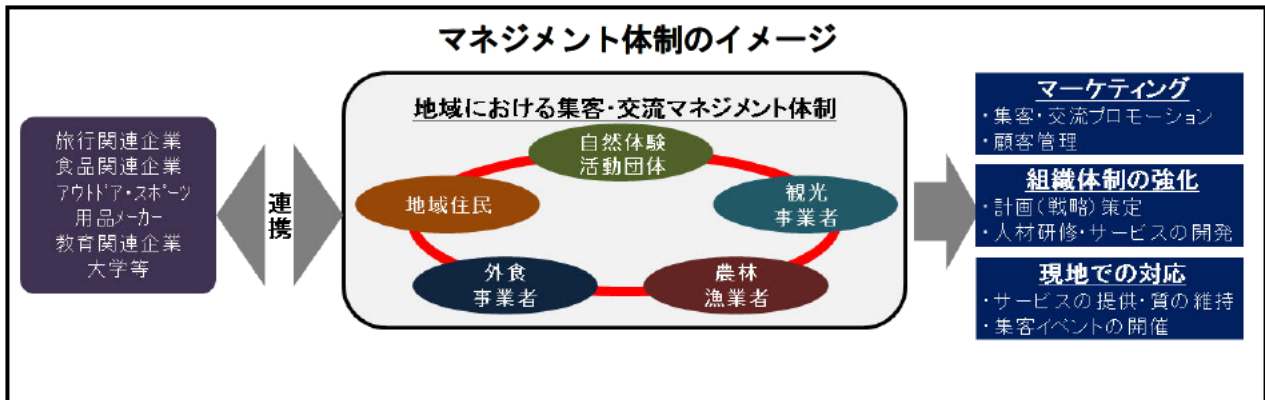 マネジメント体制のイメージ
旅行関連企業
食品関連企業
アウトドア・スポーツ
用品メーカー
教育関連企業
大学等
連携
地域における集客・交流マネジメント体制
自然体験
活動団体
地域住民
観光
事業者
外食
事業者
農林
漁業者
マーケティング
・集客・交流プロモーション
・顧客管理
組織体制の強化
・計画(戦略)策定
・人材研修・サービスの開発
現地での対応
・サービスの提供・質の維持
・集客イベントの開催